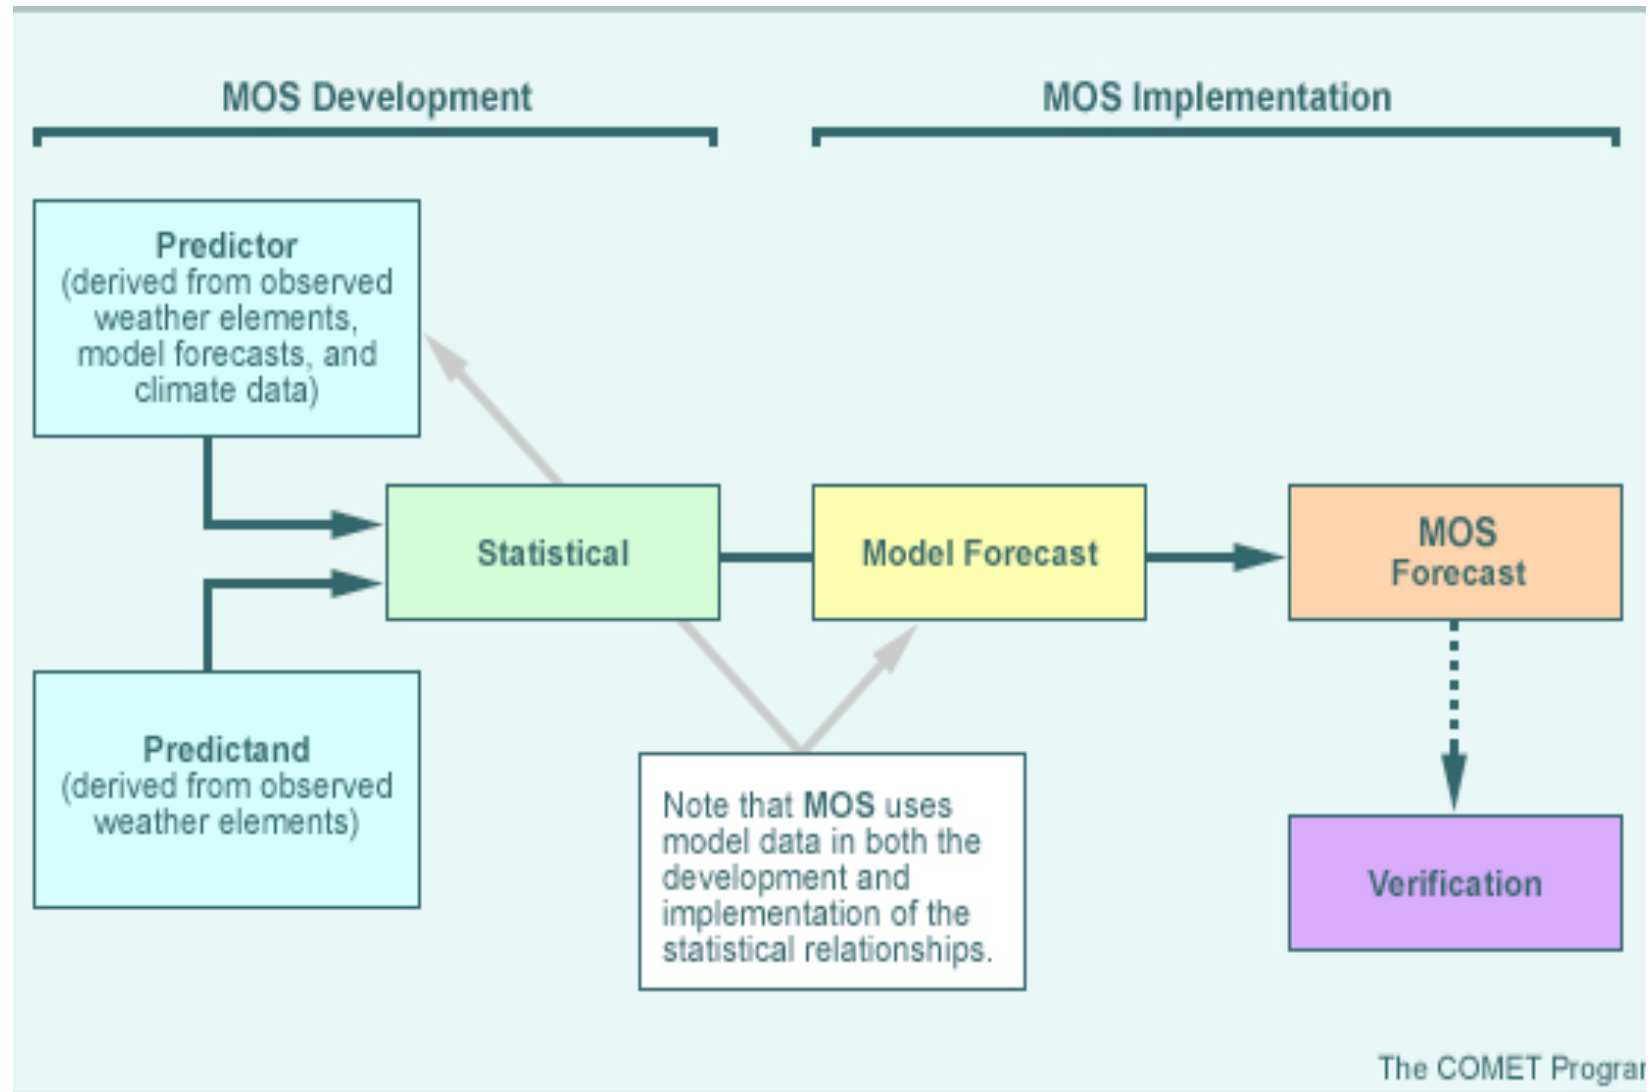 MOS Development
MOS Implementation
Predictor
(derived from observed
weather elements,
model forecasts, and
climate data)
Statistical
Model Forecast
MOS
Forecast
Predictand
(derived from observed
weather elements)
Note that MOS uses
model data in both the
development and
implementation of the
statistical relationships.
Verification
The COMET Progra